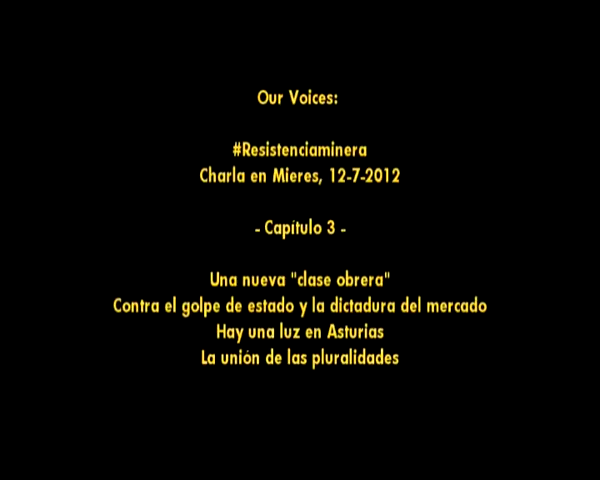 Our Voices:
#Resistenciaminera
Charla en Mieres, 12-7-2012
- Capítulo 3 -
Una nueva "clase obrera"
Contra el golpe de estado y la dictadura del mercado
Hay una luz en Asturias
La unión de las pluralidades